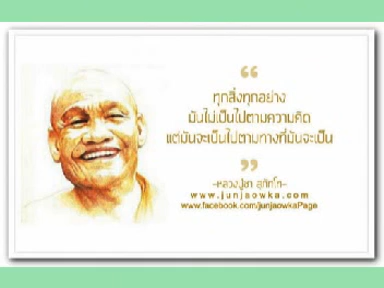 “
ทุกสิ่งทุกอย่าง
มันไม่เป็นไปตามความคิด
แต่มันจะเป็นไปตามทางที่มันจะเป็น
”
-หลวงปู่ชา สุภัทโท-
www.junjaowka.com
www.facebook.com/junjaowkaPage